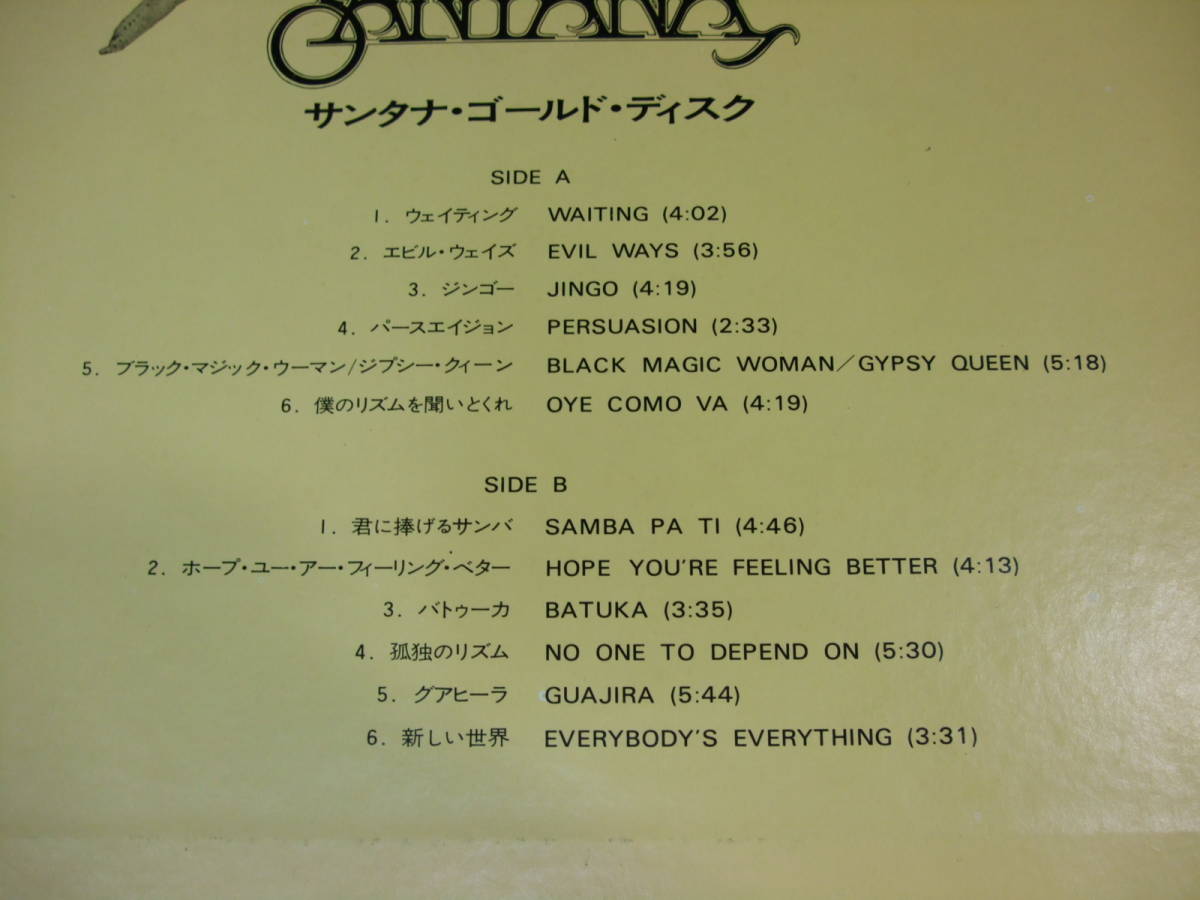 SANTANA
サンタナ・ゴールド・ディスク
SIDE A
1. ウェイティング WAITING (4:02)
2. エビル・ウェイズ EVIL WAYS (3:56)
3. ジンゴー JINGO (4:19)
4. パースエイジョン PERSUASION (2:33)
5. ブラック・マジック・ウーマン/ジプシー・クィーン BLACK MAGIC WOMAN/GYPSY QUEEN (5:18)
6. 僕のリズムを聞いとくれ OYE COMO VA (4:19)
SIDE B
1. 君に捧げるサンバ SAMBA PA TI (4:46)
2. ホープ・ユー・アー・フィーリング・ベター HOPE YOU'RE FEELING BETTER (4:13)
3. バトゥーカ BATUKA (3:35)
4. 孤独のリズム NO ONE TO DEPEND ON (5:30)
5. グアヒーラ GUAJIRA (5:44)
6. 新しい世界 EVERYBODY'S EVERYTHING (3:31)